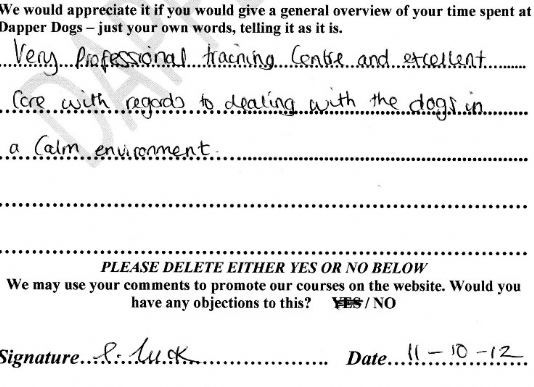 We would appreciate it if you would give a general overview of your time spent at
Dapper Dogs – just your own words, telling it as it is.
Very Professional training Centre and excellent
Care with regards to dealing with the dogs in
a Calm environment.
PLEASE DELETE EITHER YES OR NO BELOW
We may use your comments to promote our courses on the website. Would you
have any objections to this? YES / NO
Signature... P. Luck... Date... 11-10-12